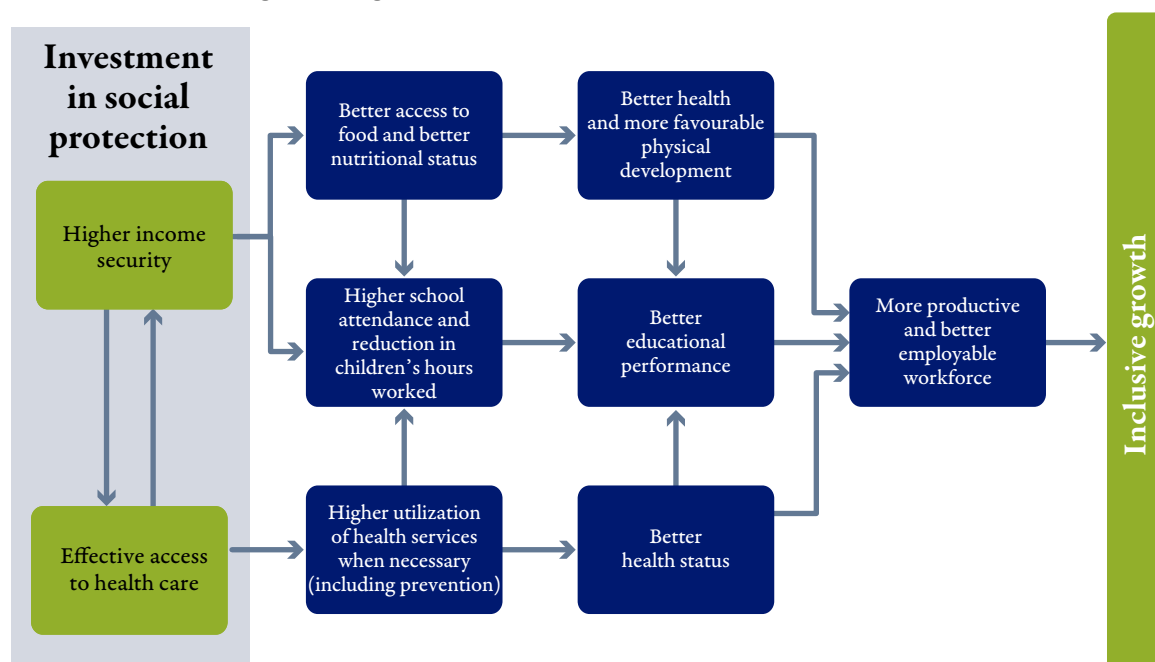 Investment
in social
protection
Higher income
security
Effective access
to health care
Better access to
food and better
nutritional status
Higher school
attendance and
reduction in
children’s hours
worked
Higher utilization
of health services
when necessary
(including prevention)
Better health
and more favourable
physical
development
Better
educational
performance
Better
health status
More productive
and better
employable
workforce
Inclusive growth